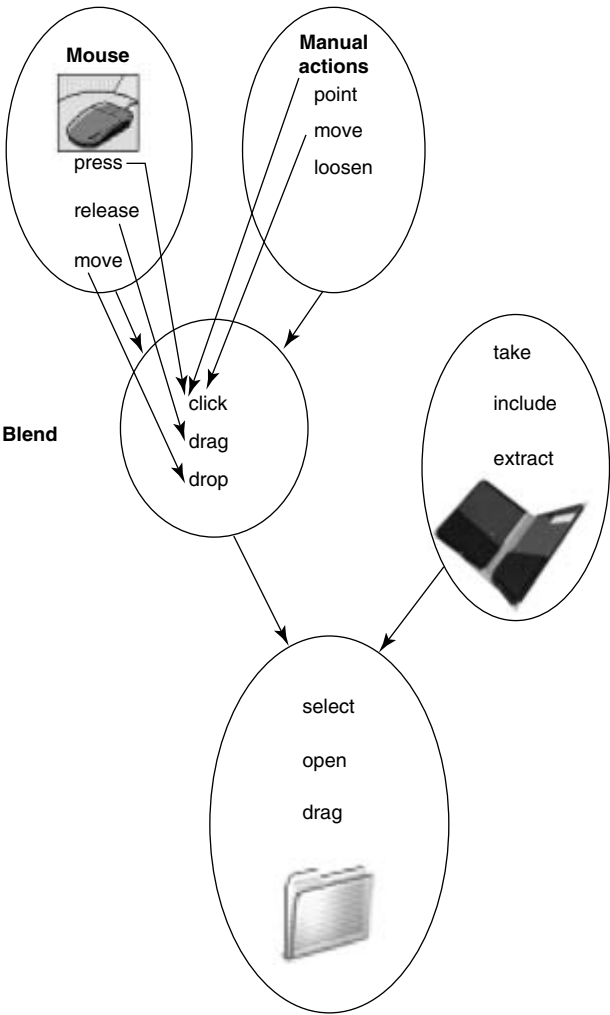 Mouse
press
release
move
Manual
actions
point
move
loosen
Blend
click
drag
drop
take
include
extract
select
open
drag